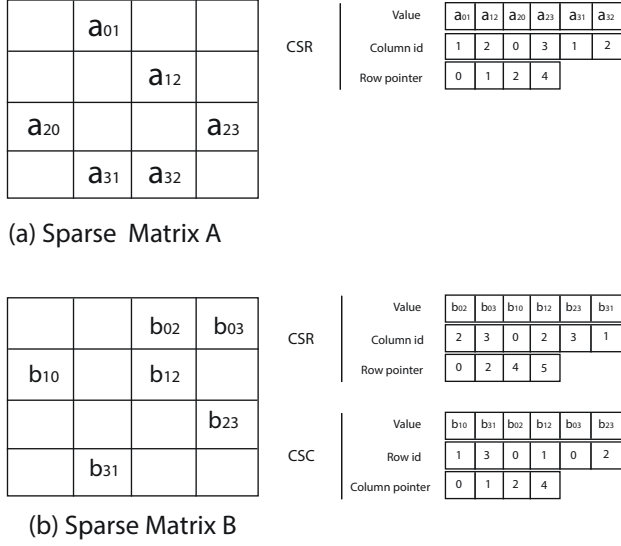 a01
a12
a20 a23
a31 a32
CSR
Value a01 a12 a20 a23 a31 a32
Column id 1 2 0 3 1 2
Row pointer 0 1 2 4
(a) Sparse Matrix A
b02 b03
b10 b12
b23
b31
CSR
Value b02 b03 b10 b12 b23 b31
Column id 2 3 0 2 3 1
Row pointer 0 2 4 5
CSC
Value b10 b31 b02 b12 b03 b23
Row id 1 3 0 1 0 2
Column pointer 0 1 2 4
(b) Sparse Matrix B